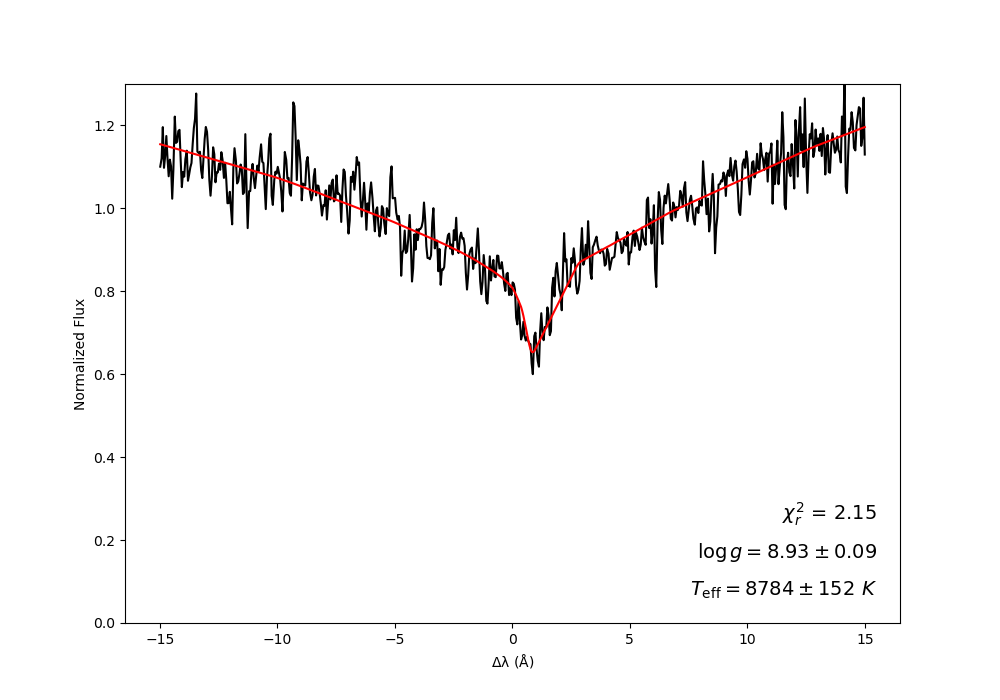 1.2
1.0
0.8
0.6
0.4
0.2
0.0
Normalized Flux
χ²ᵣ = 2.15
log g = 8.93 ± 0.09
T_eff = 8784 ± 152 K
−15 −10 −5 0 5 10 15
Δλ (Å)